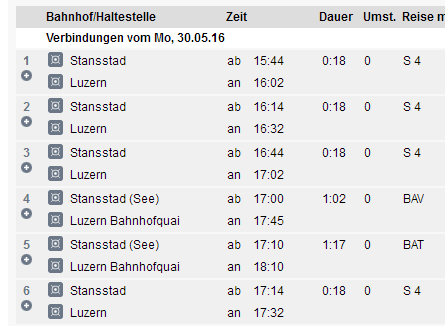 Bahnhof/Haltestelle Zeit Dauer Umst. Reise m
Verbindungen vom Mo, 30.05.16
1 Stansstad ab 15:44 0:18 0 S 4
Luzern an 16:02
2 Stansstad ab 16:14 0:18 0 S 4
Luzern an 16:32
3 Stansstad ab 16:44 0:18 0 S 4
Luzern an 17:02
4 Stansstad (See) ab 17:00 1:02 0 BAV
Luzern Bahnhofquai an 17:45
5 Stansstad (See) ab 17:10 1:17 0 BAT
Luzern Bahnhofquai an 18:10
6 Stansstad ab 17:14 0:18 0 S 4
Luzern an 17:32